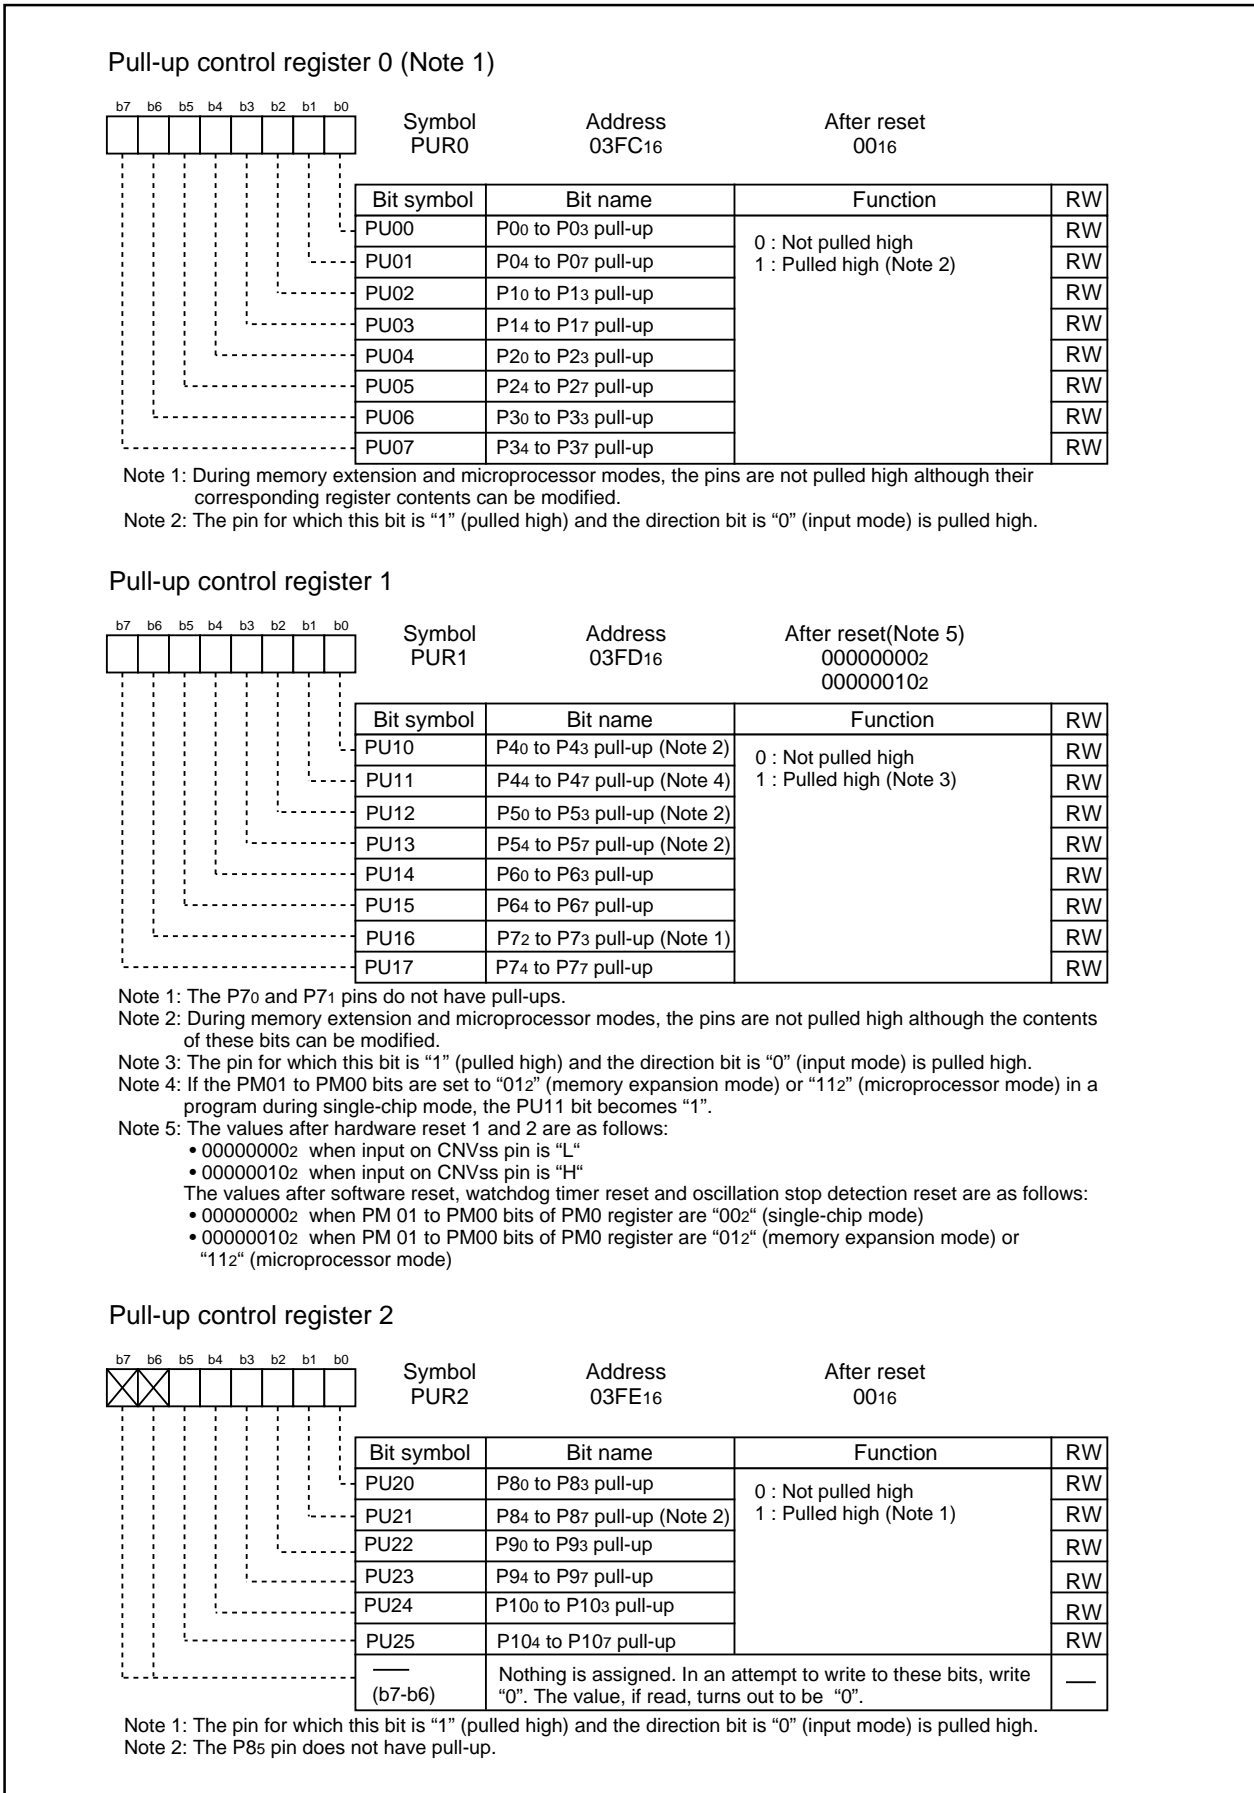 Pull-up control register 0 (Note 1)
b7 b6 b5 b4 b3 b2 b1 b0
Symbol Address After reset
PUR0 03FC16 0016
Bit symbol Bit name Function RW
PU00 P00 to P03 pull-up 0 : Not pulled high RW
PU01 P04 to P07 pull-up 1 : Pulled high (Note 2) RW
PU02 P10 to P13 pull-up RW
PU03 P14 to P17 pull-up RW
PU04 P20 to P23 pull-up RW
PU05 P24 to P27 pull-up RW
PU06 P30 to P33 pull-up RW
PU07 P34 to P37 pull-up RW
Note 1: During memory extension and microprocessor modes, the pins are not pulled high although their
corresponding register contents can be modified.
Note 2: The pin for which this bit is “1” (pulled high) and the direction bit is “0” (input mode) is pulled high.
Pull-up control register 1
b7 b6 b5 b4 b3 b2 b1 b0
Symbol Address After reset(Note 5)
PUR1 03FD16 000000002
000000102
Bit symbol Bit name Function RW
PU10 P40 to P43 pull-up (Note 2) 0 : Not pulled high RW
PU11 P44 to P47 pull-up (Note 4) 1 : Pulled high (Note 3) RW
PU12 P50 to P53 pull-up (Note 2) RW
PU13 P54 to P57 pull-up (Note 2) RW
PU14 P60 to P63 pull-up RW
PU15 P64 to P67 pull-up RW
PU16 P72 to P73 pull-up (Note 1) RW
PU17 P74 to P77 pull-up RW
Note 1: The P70 and P71 pins do not have pull-ups.
Note 2: During memory extension and microprocessor modes, the pins are not pulled high although the contents
of these bits can be modified.
Note 3: The pin for which this bit is “1” (pulled high) and the direction bit is “0” (input mode) is pulled high.
Note 4: If the PM01 to PM00 bits are set to “012” (memory expansion mode) or “112” (microprocessor mode) in a
program during single-chip mode, the PU11 bit becomes “1”.
Note 5: The values after hardware reset 1 and 2 are as follows:
• 000000002 when input on CNVss pin is “L“
• 000000102 when input on CNVss pin is “H“
The values after software reset, watchdog timer reset and oscillation stop detection reset are as follows:
• 000000002 when PM 01 to PM00 bits of PM0 register are “002“ (single-chip mode)
• 000000102 when PM 01 to PM00 bits of PM0 register are “012“ (memory expansion mode) or
“112“ (microprocessor mode)
Pull-up control register 2
b7 b6 b5 b4 b3 b2 b1 b0
Symbol Address After reset
PUR2 03FE16 0016
Bit symbol Bit name Function RW
PU20 P80 to P83 pull-up 0 : Not pulled high RW
PU21 P84 to P87 pull-up (Note 2) 1 : Pulled high (Note 1) RW
PU22 P90 to P93 pull-up RW
PU23 P94 to P97 pull-up RW
PU24 P100 to P103 pull-up RW
PU25 P104 to P107 pull-up RW
— Nothing is assigned. In an attempt to write to these bits, write —
(b7-b6) “0”. The value, if read, turns out to be “0”.
Note 1: The pin for which this bit is “1” (pulled high) and the direction bit is “0” (input mode) is pulled high.
Note 2: The P85 pin does not have pull-up.